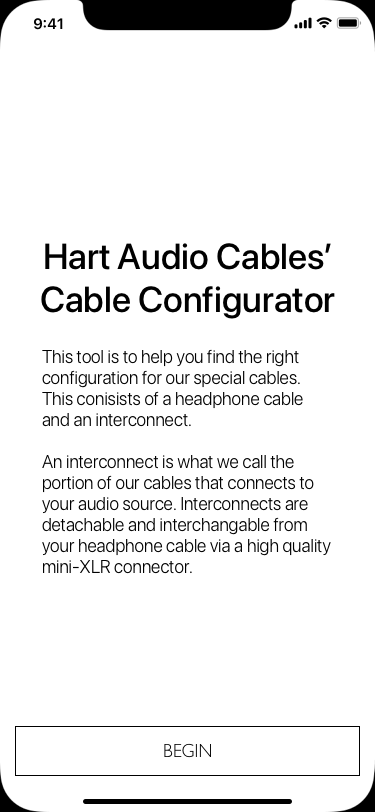 9:41
Hart Audio Cables’
Cable Configurator
This tool is to help you find the right
configuration for our special cables.
This conisists of a headphone cable
and an interconnect.
An interconnect is what we call the
portion of our cables that connects to
your audio source. Interconnects are
detachable and interchangable from
your headphone cable via a high quality
mini-XLR connector.
BEGIN